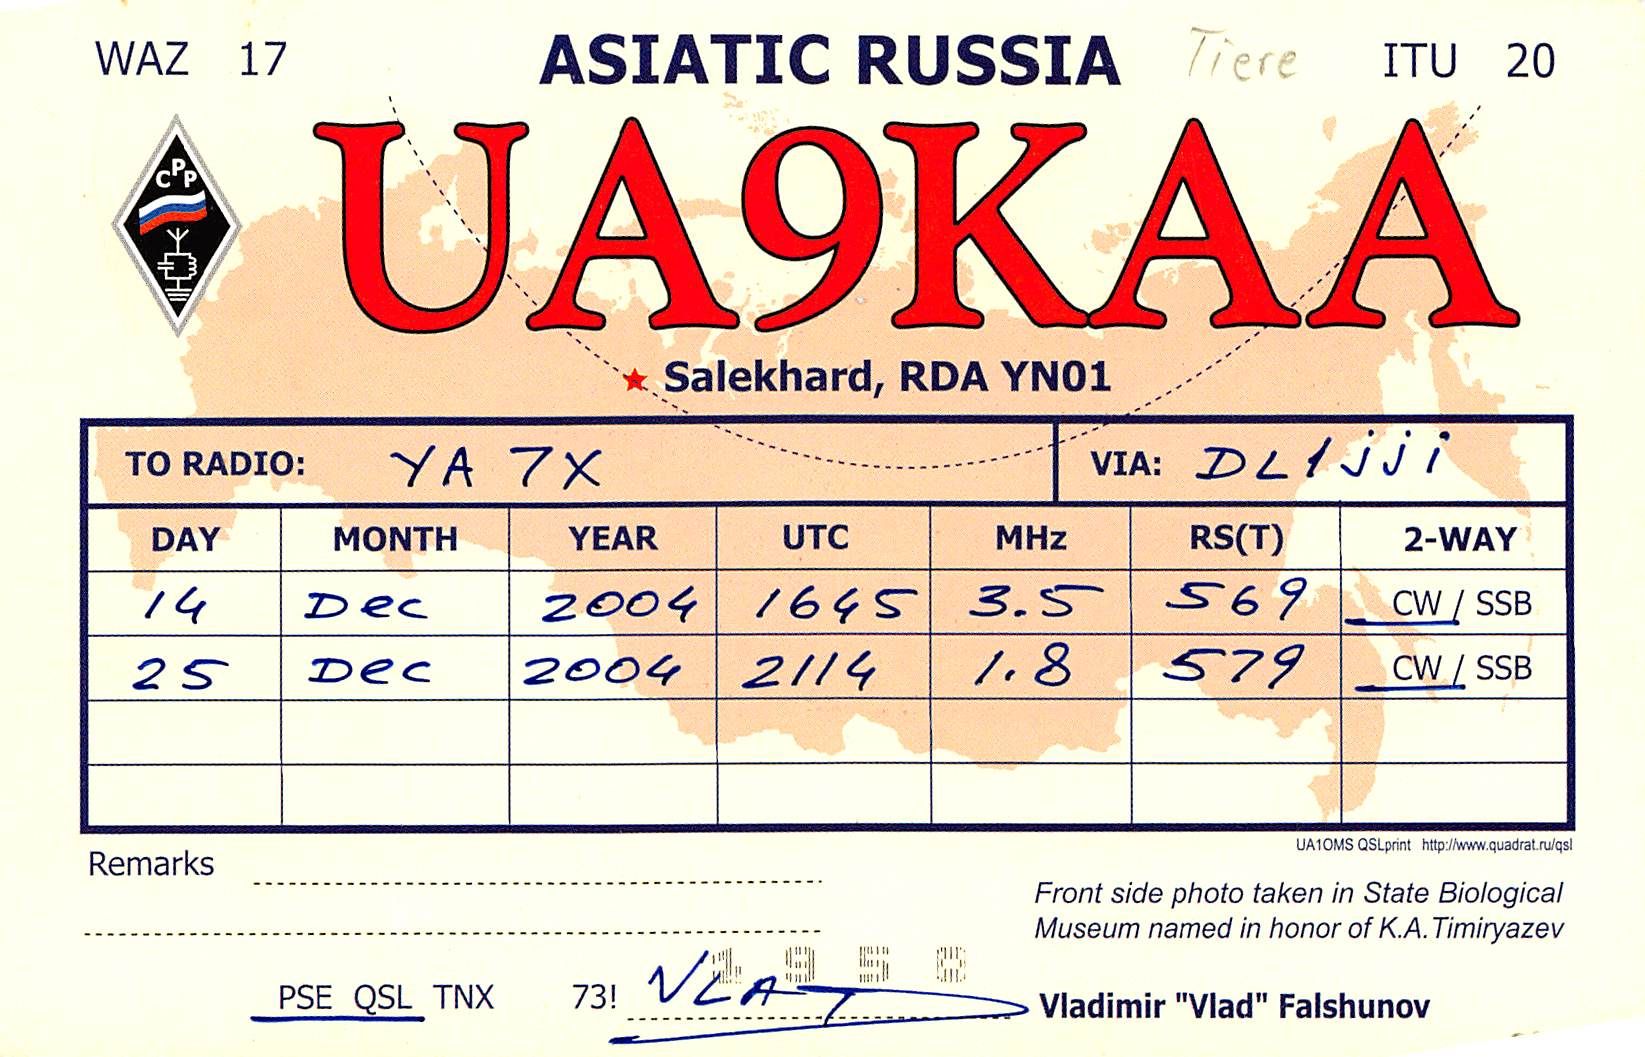 WAZ 17 ASIATIC RUSSIA Tiere ITU 20
CPP
UA9KAA
Salekhard, RDA YN01
TO RADIO: YA 7X VIA: DL1jji
DAY MONTH YEAR UTC MHz RS(T) 2-WAY
14 Dec 2004 1645 3.5 569 CW / SSB
25 Dec 2004 2114 1.8 579 CW / SSB
UA1OMS QSLprint http://www.quadrat.ru/qsl
Remarks
Front side photo taken in State Biological
Museum named in honor of K.A.Timiryazev
1958
PSE QSL TNX 73! VLAD Vladimir "Vlad" Falshunov